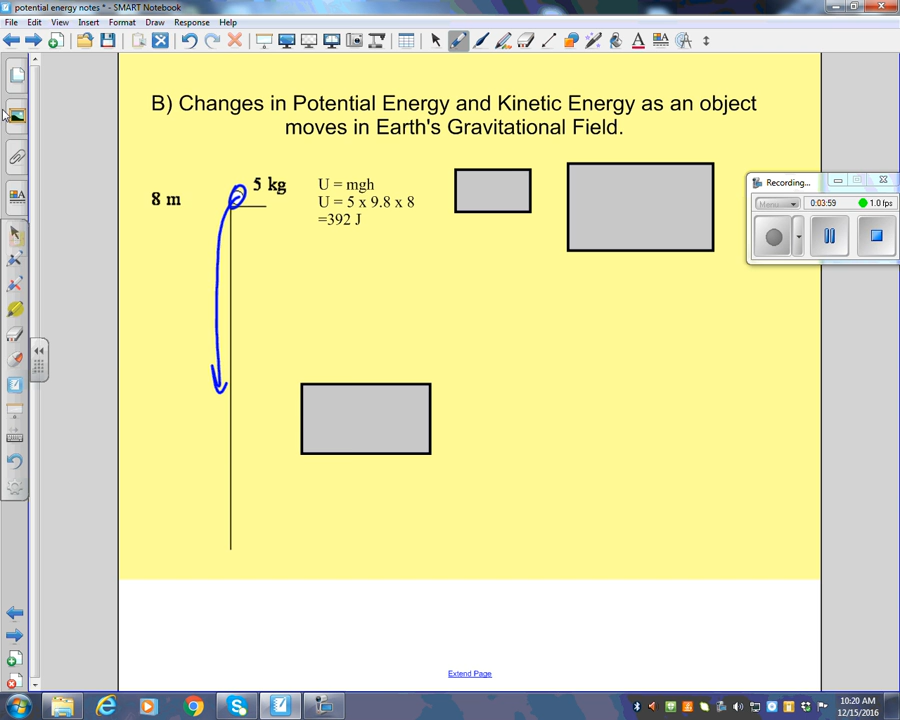 potential energy notes * - SMART Notebook
File Edit View Insert Format Draw Response Help
B) Changes in Potential Energy and Kinetic Energy as an object
moves in Earth's Gravitational Field.
8 m
5 kg
U = mgh
U = 5 x 9.8 x 8
=392 J
Recording...
Menu...
0:03:59
1.0 fps
Extend Page
10:20 AM
12/15/2016